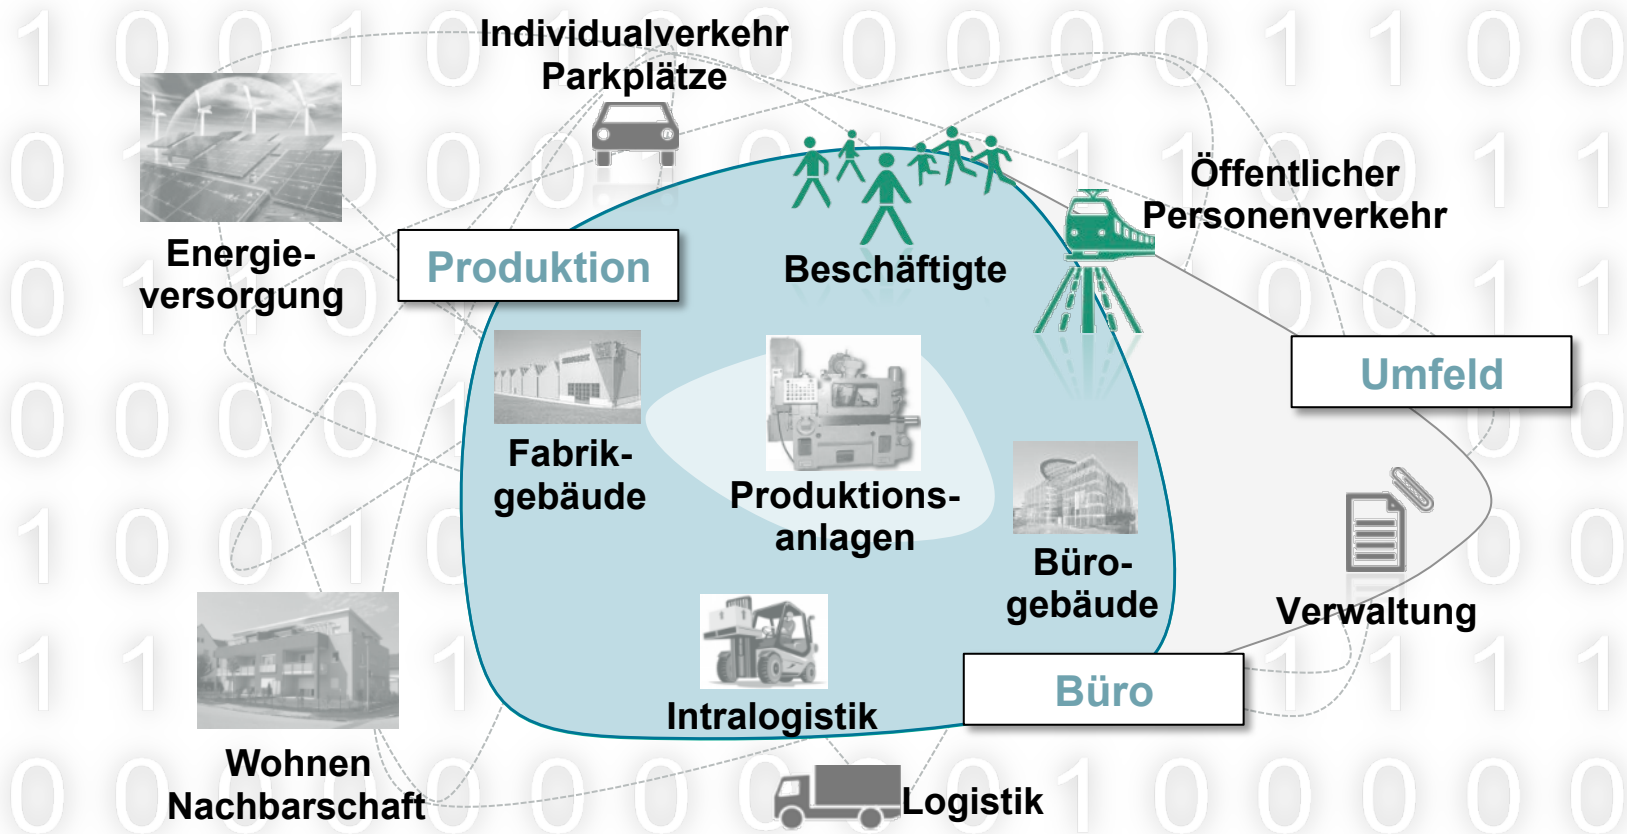 Individualverkehr
Parkplätze
Energie-
versorgung
Produktion
Beschäftigte
Öffentlicher
Personenverkehr
Umfeld
Fabrik-
gebäude
Produktions-
anlagen
Büro-
gebäude
Verwaltung
Intralogistik
Büro
Wohnen
Nachbarschaft
Logistik